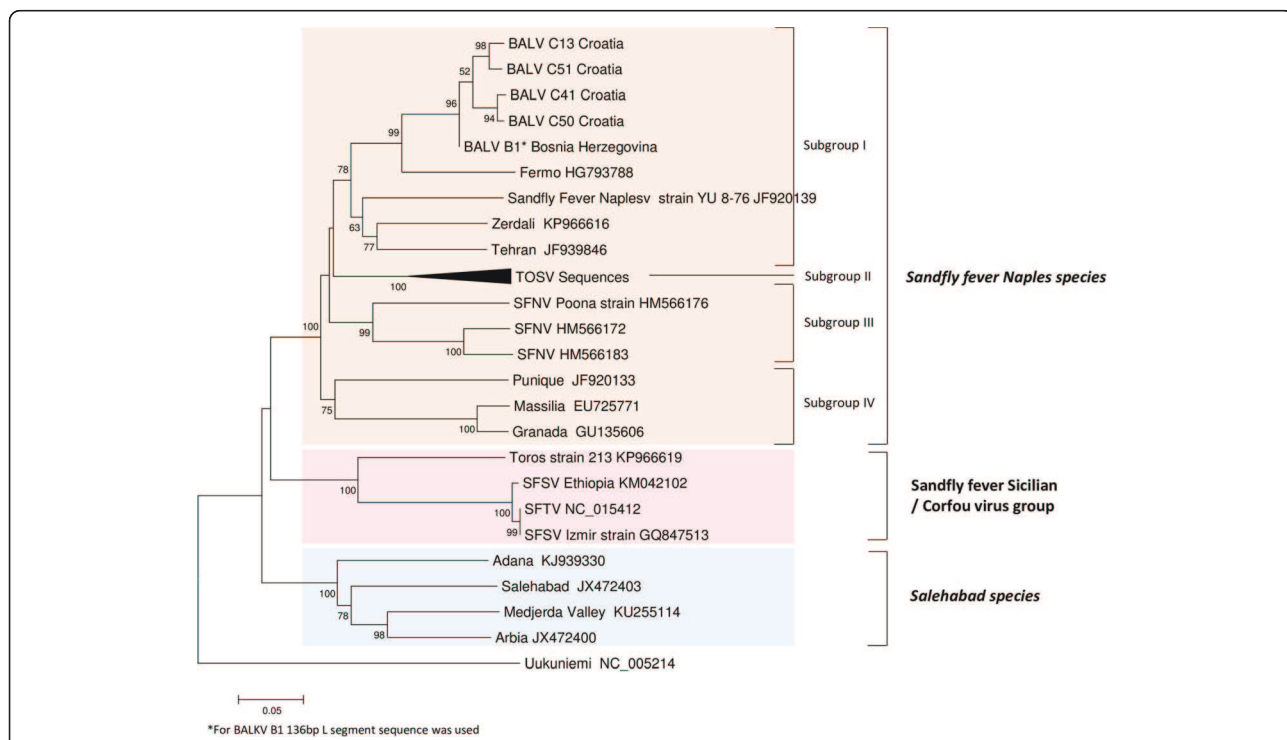 98
BALV C13 Croatia
BALV C51 Croatia
52
BALV C41 Croatia
96
94
BALV C50 Croatia
99
BALV B1* Bosnia Herzegovina
Subgroup I
78
Fermo HG793788
Sandfly Fever Naplesv strain YU 8-76 JF920139
63
Zerdali KP966616
77
Tehran JF939846
100
TOSV Sequences
Subgroup II
Sandfly fever Naples species
SFNV Poona strain HM566176
100
99
SFNV HM566172
Subgroup III
100
SFNV HM566183
Punique JF920133
75
Massilia EU725771
Subgroup IV
100
Granada GU135606
Toros strain 213 KP966619
100
SFSV Ethiopia KM042102
Sandfly fever Sicilian
/ Corfou virus group
100
SFTV NC_015412
99
SFSV Izmir strain GQ847513
Adana KJ939330
100
Salehabad JX472403
Salehabad species
78
Medjerda Valley KU255114
98
Arbia JX472400
Uukuniemi NC_005214
0.05
*For BALKV B1 136bp L segment sequence was used